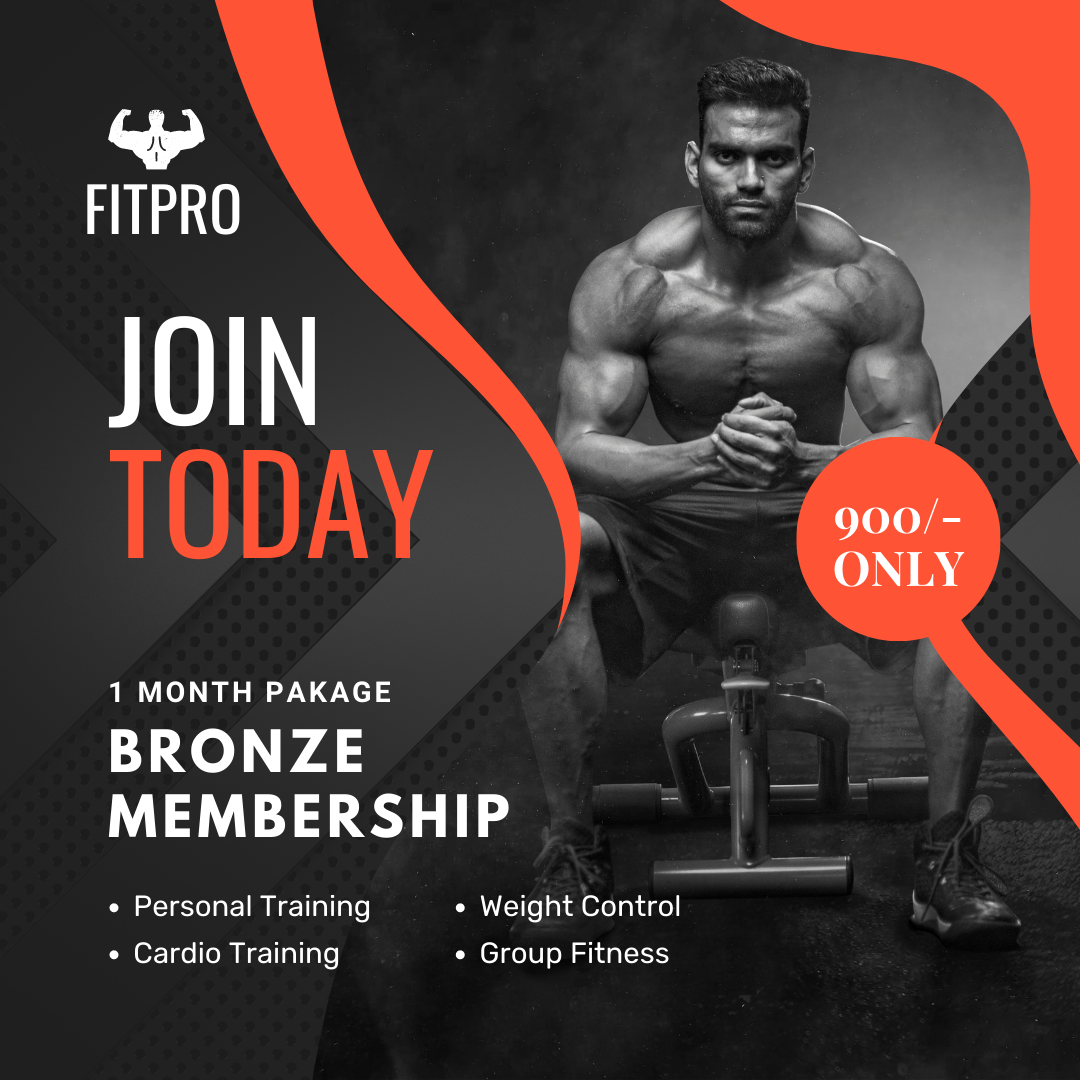 FITPRO
JOIN
TODAY
900/-
ONLY
1 MONTH PAKAGE
BRONZE
MEMBERSHIP
• Personal Training
• Cardio Training
• Weight Control
• Group Fitness